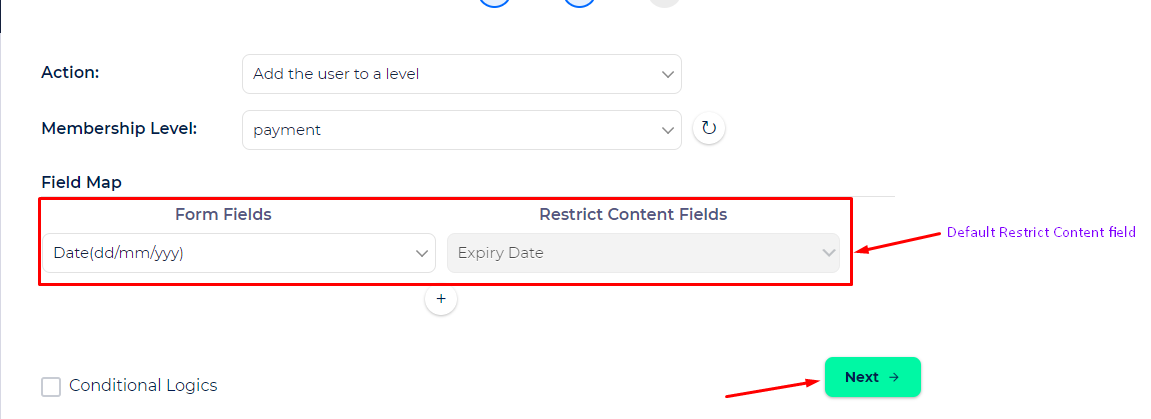 Action:
Add the user to a level
Membership Level:
payment
Field Map
Form Fields
Restrict Content Fields
Date(dd/mm/yyy)
Expiry Date
Default Restrict Content field
+
Conditional Logics
Next →